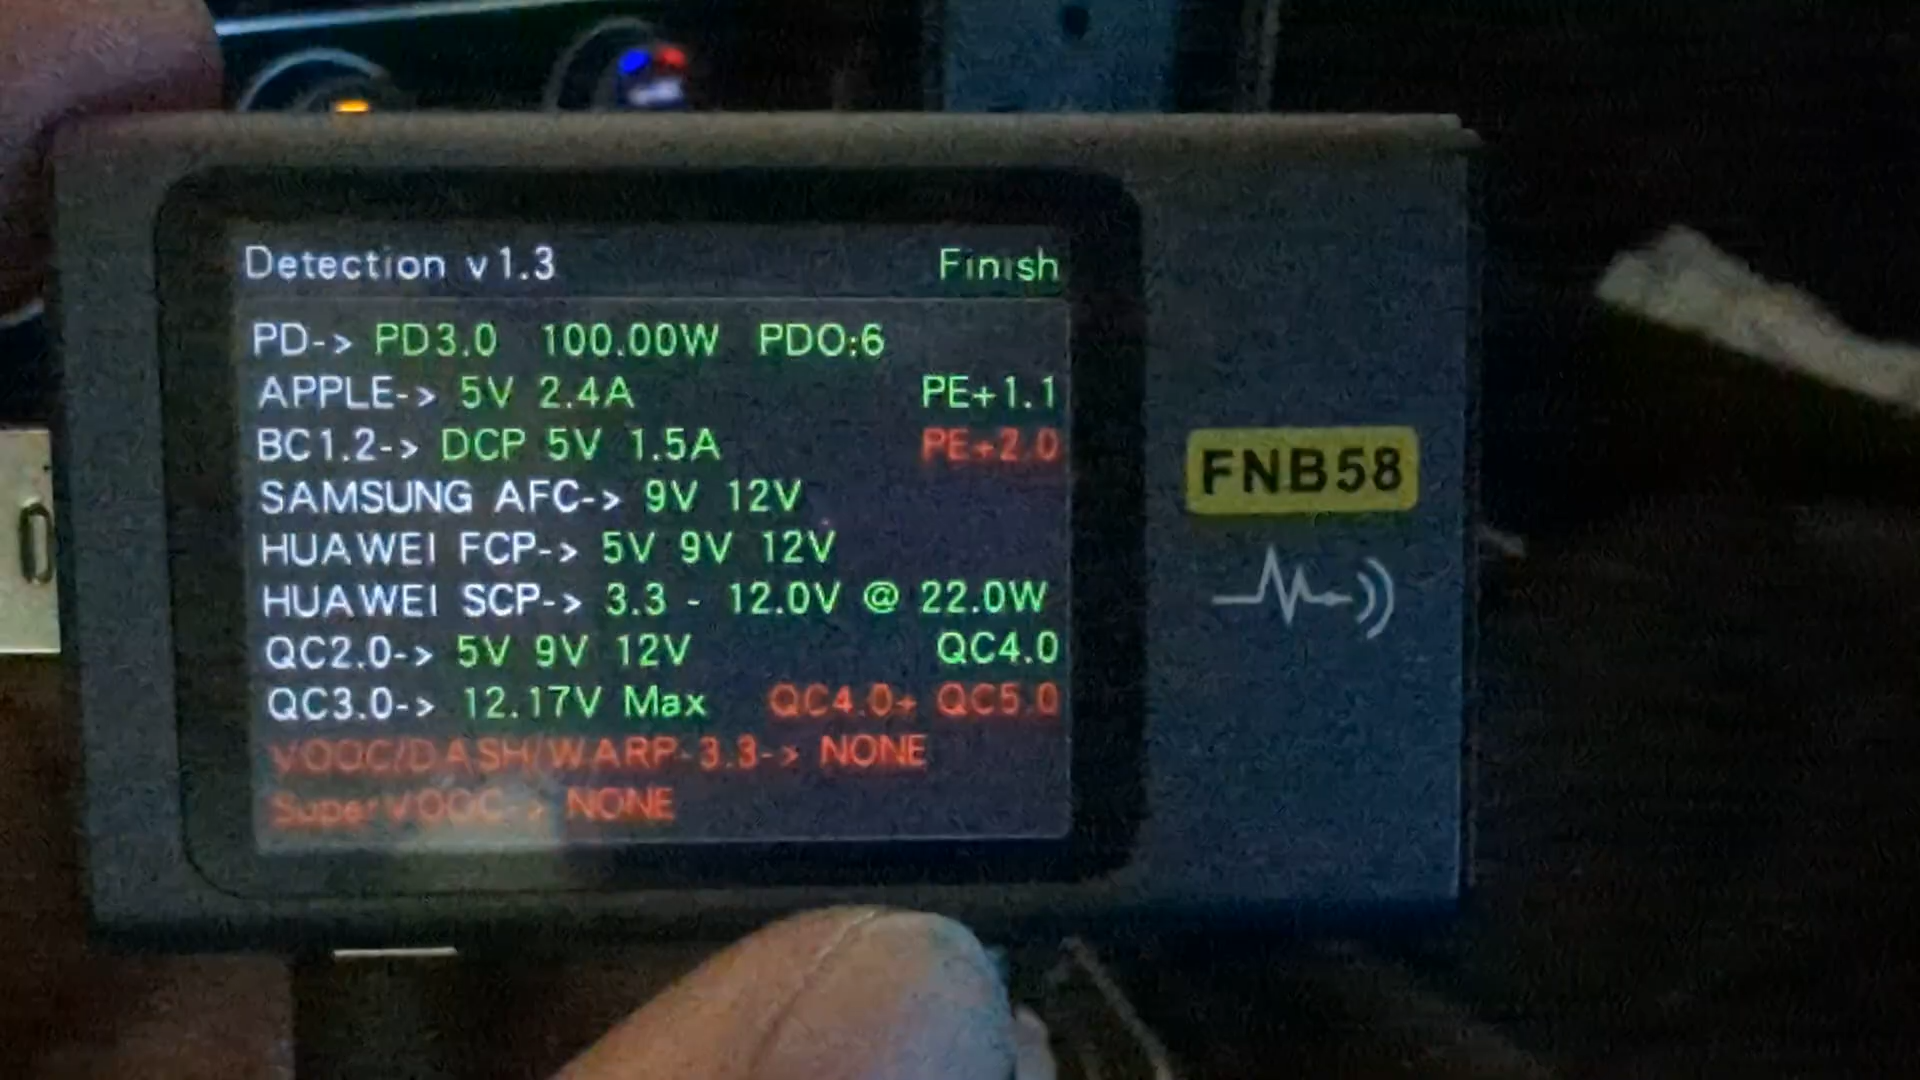 Detection v1.3 Finish
PD-> PD3.0 100.00W PDO:6
APPLE-> 5V 2.4A PE+1.1
BC1.2-> DCP 5V 1.5A PE+2.0
SAMSUNG AFC-> 9V 12V
HUAWEI FCP-> 5V 9V 12V
HUAWEI SCP-> 3.3 - 12.0V @ 22.0W
QC2.0-> 5V 9V 12V QC4.0
QC3.0-> 12.17V Max QC4.0+ QC5.0
VOOC/DASH/WARP-3.3-> NONE
SuperVOOC-> NONE
FNB58